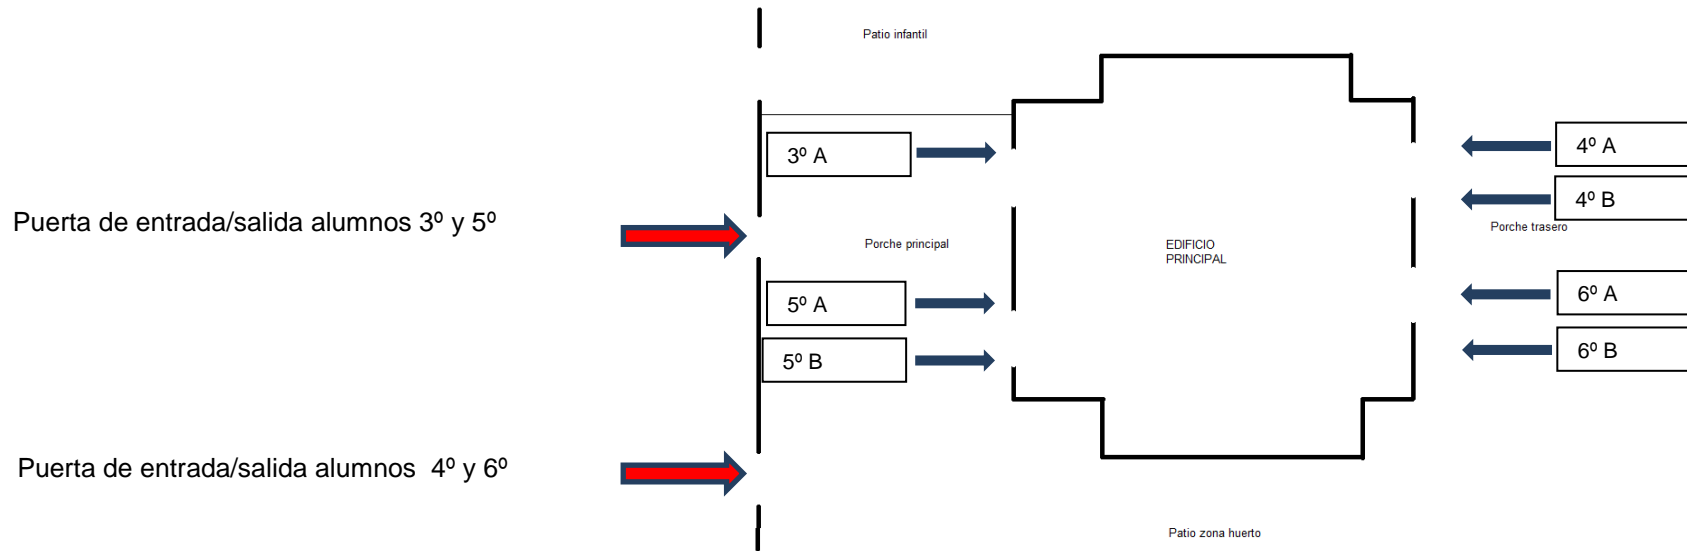 Patio infantil
3º A
4º A
4º B
Puerta de entrada/salida alumnos 3º y 5º
Porche principal
EDIFICIO
PRINCIPAL
Porche trasero
5º A
6º A
5º B
6º B
Puerta de entrada/salida alumnos  4º y 6º
Patio zona huerto